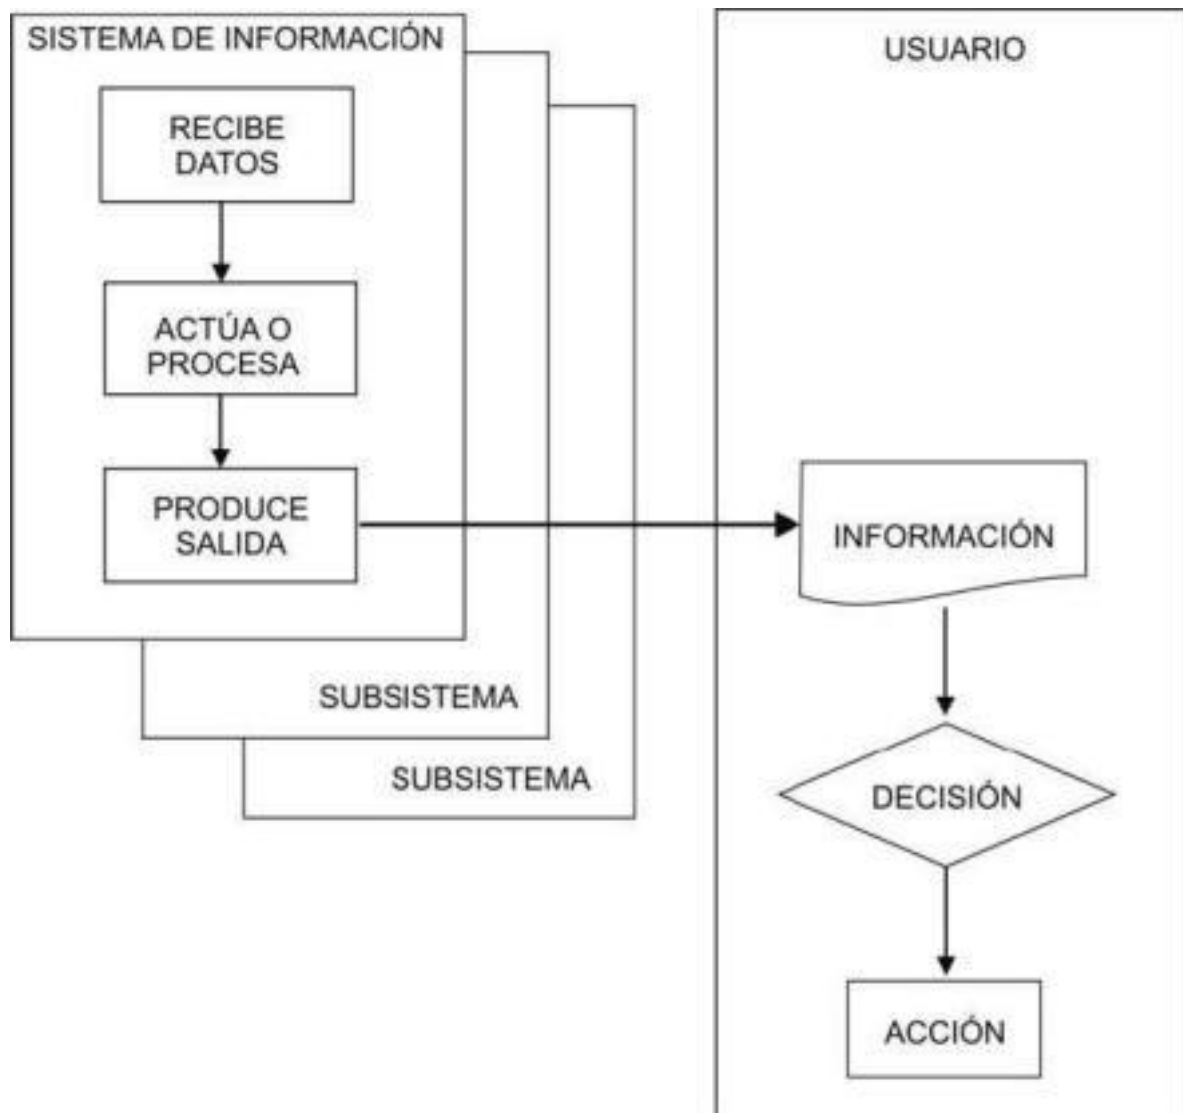 SISTEMA DE INFORMACIÓN
RECIBE
DATOS
ACTÚA O
PROCESA
PRODUCE
SALIDA
SUBSISTEMA
SUBSISTEMA
USUARIO
INFORMACIÓN
DECISIÓN
ACCIÓN